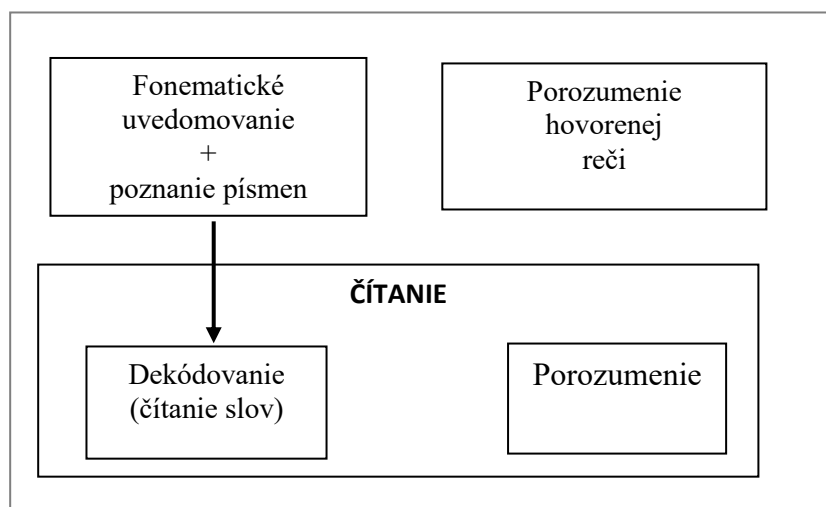 Fonematické
uvedomovanie
+
poznanie písmen
Porozumenie
hovorenej
reči
ČÍTANIE
Dekódovanie
(čítanie slov)
Porozumenie